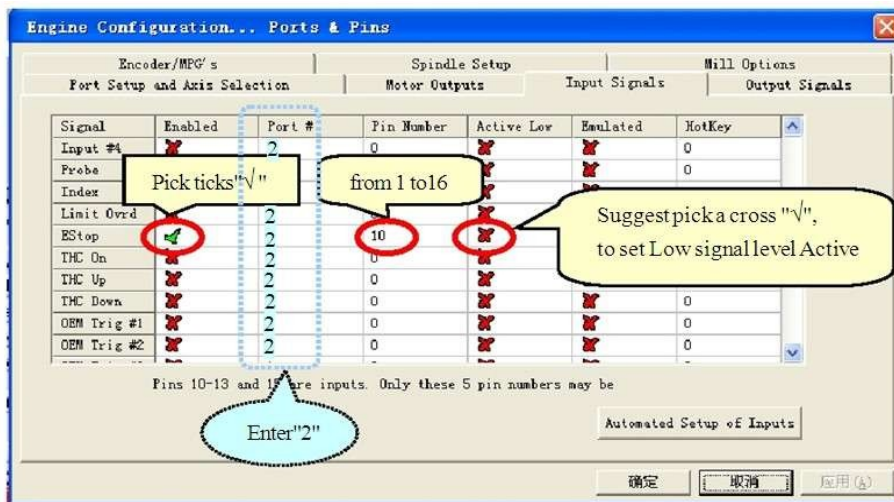 Engine Configuration... Ports & Pins
Encoder/MPG's Spindle Setup Mill Options
Port Setup and Axis Selection Motor Outputs Input Signals Output Signals
Signal Enabled Port # Pin Number Active Low Emulated HotKey
Input #4 2 0 0
Probe 0
Index
Pick ticks"√" from 1 to16
Limit Ovrd 2
Suggest pick a cross "√",
to set Low signal level Active
EStop 2 10
THC On 2 0
THC Up 2 0
THC Down 2 0 0
OEM Trig #1 2 0 0
OEM Trig #2 2 0 0
Pins 10-13 and 15 are inputs. Only these 5 pin numbers may be
Enter"2"
Automated Setup of Inputs
确定 取消 应用(A)